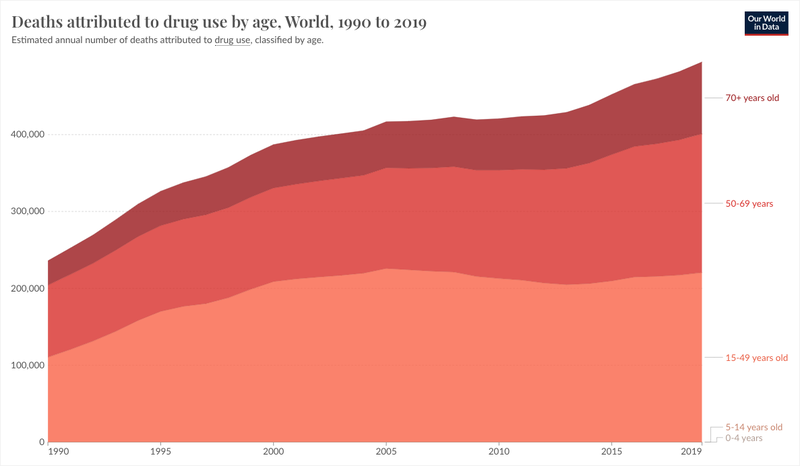 Deaths attributed to drug use by age, World, 1990 to 2019
Estimated annual number of deaths attributed to drug use, classified by age.
Our World
in Data
70+ years old
400,000
50-69 years
300,000
200,000
15-49 years old
100,000
5-14 years old
0-4 years
0
1990
1995
2000
2005
2010
2015
2019